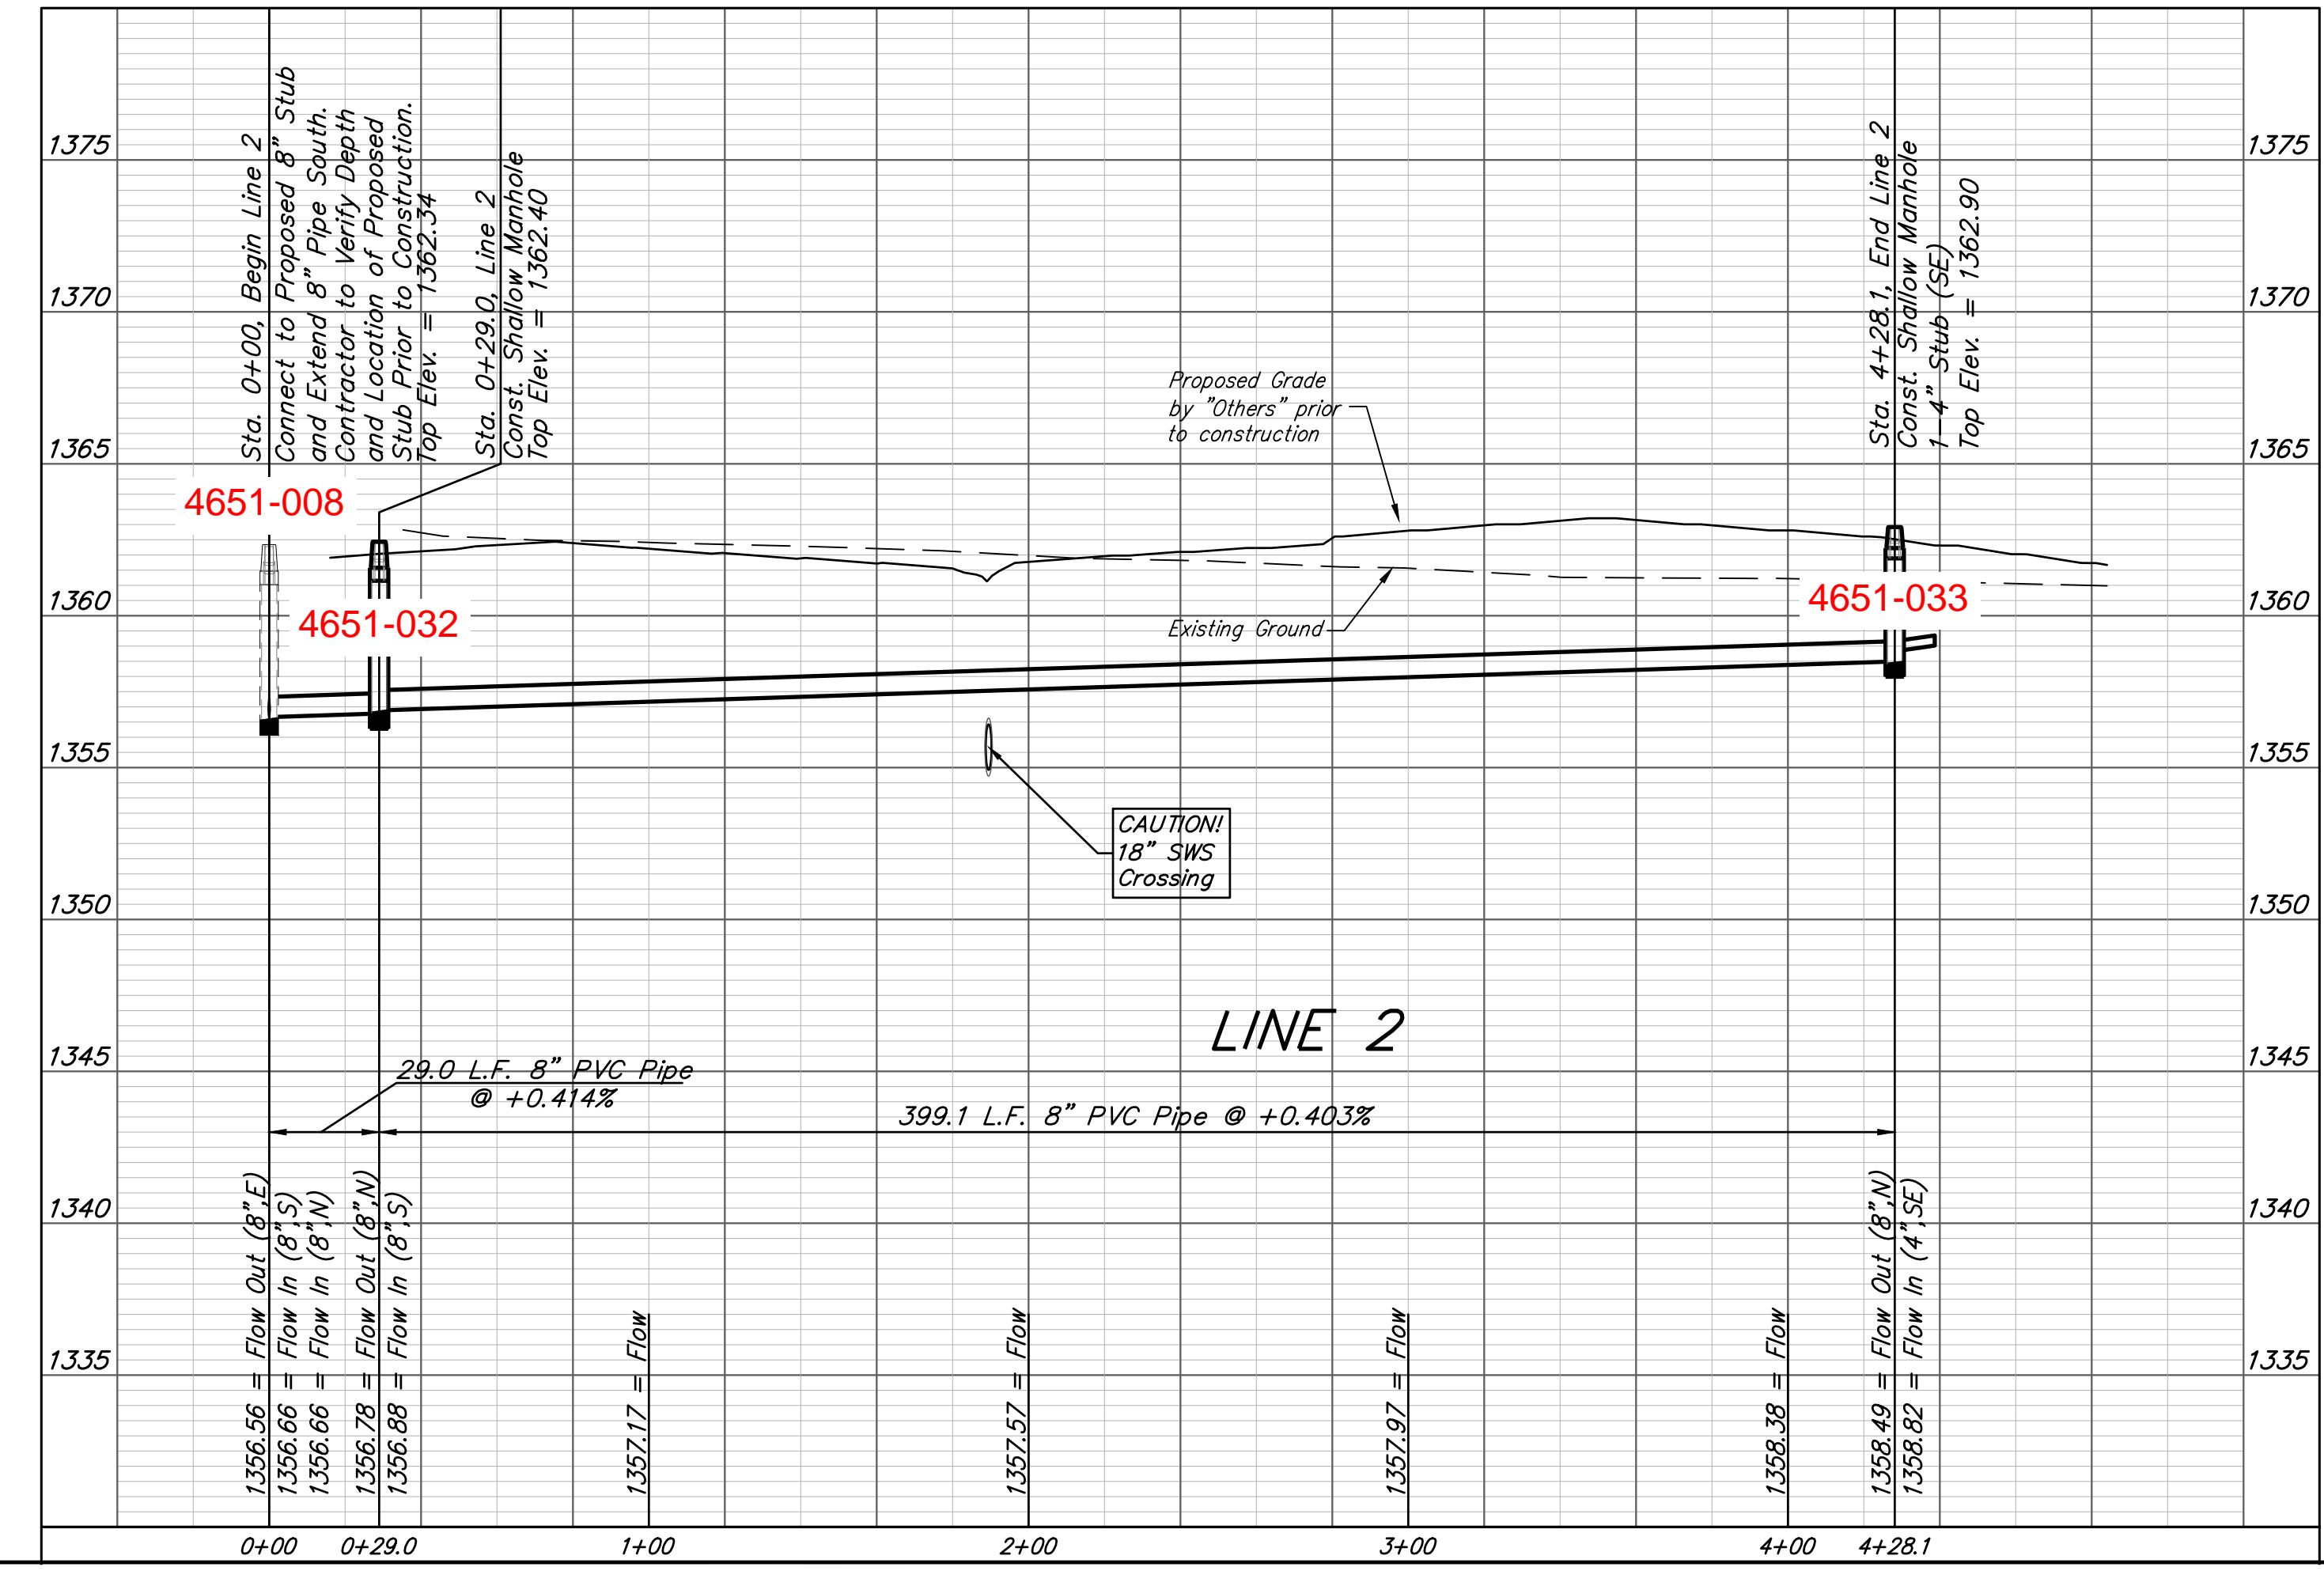 Sta. 0+00, Begin Line 2
Connect to Proposed 8" Stub
and Extend 8" Pipe South.
Contractor to Verify Depth
and Location of Proposed
Stub Prior to Construction.
Top Elev. = 1362.34
Sta. 0+29.0, Line 2
Const. Shallow Manhole
Top Elev. = 1362.40
Sta. 4+28.1, End Line 2
Const. Shallow Manhole
1-4" Stub (SE)
Top Elev. = 1362.90
1375
1375
1370
1370
1365
1365
1360
1360
1355
1355
1350
1350
1345
1345
1340
1340
1335
1335
4651-008
4651-032
4651-033
Proposed Grade
by "Others" prior
to construction
Existing Ground
CAUTION!
18" SWS
Crossing
LINE 2
29.0 L.F. 8" PVC Pipe
@ +0.414%
399.1 L.F. 8" PVC Pipe @ +0.403%
1356.56 = Flow Out (8",E)
1356.66 = Flow In (8",S)
1356.66 = Flow In (8",N)
1356.78 = Flow Out (8",N)
1356.88 = Flow In (8",S)
1357.17 = Flow
1357.57 = Flow
1357.97 = Flow
1358.38 = Flow
1358.49 = Flow Out (8",N)
1358.82 = Flow In (4",SE)
0+00
0+29.0
1+00
2+00
3+00
4+00
4+28.1